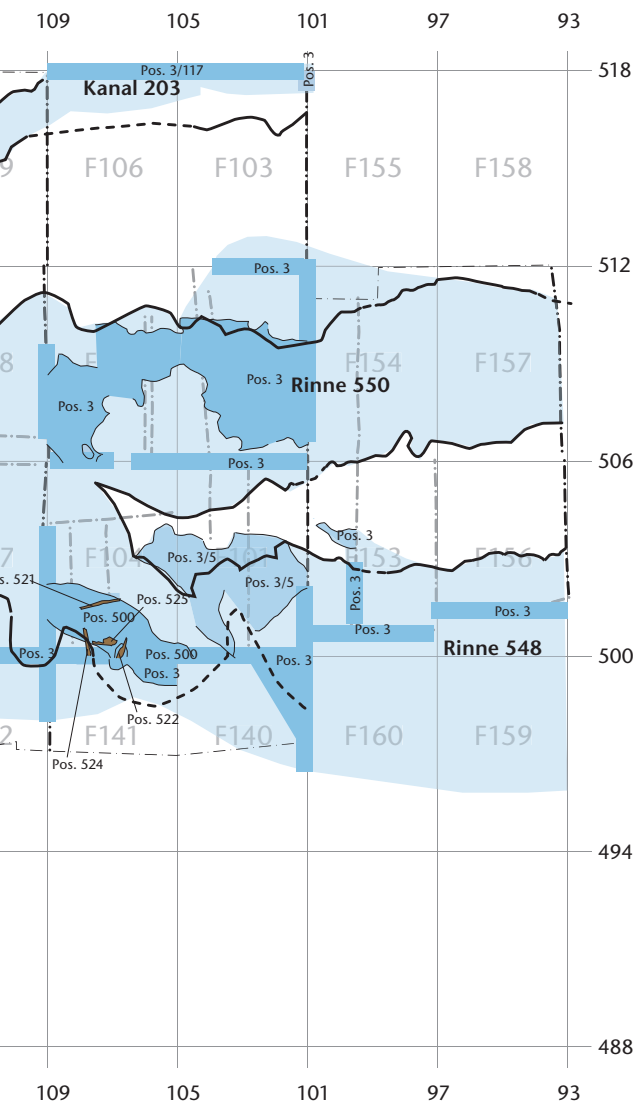 109 105 101 97 93
518
Pos. 3/117
Pos. 3
Kanal 203
9 F106 F103 F155 F158
512
Pos. 3
8 F154 F157
Pos. 3
Rinne 550
Pos. 3
506
Pos. 3
Pos. 3
7 F104 F153 F156
Pos. 3/5
s. 521
Pos. 3/5
Pos. 3
Pos. 525
Pos. 500
Pos. 3
Pos. 3
Rinne 548
Pos. 3
Pos. 500
Pos. 3
500
Pos. 3
Pos. 522
2 F141 F140 F160 F159
Pos. 524
494
488
109 105 101 97 93